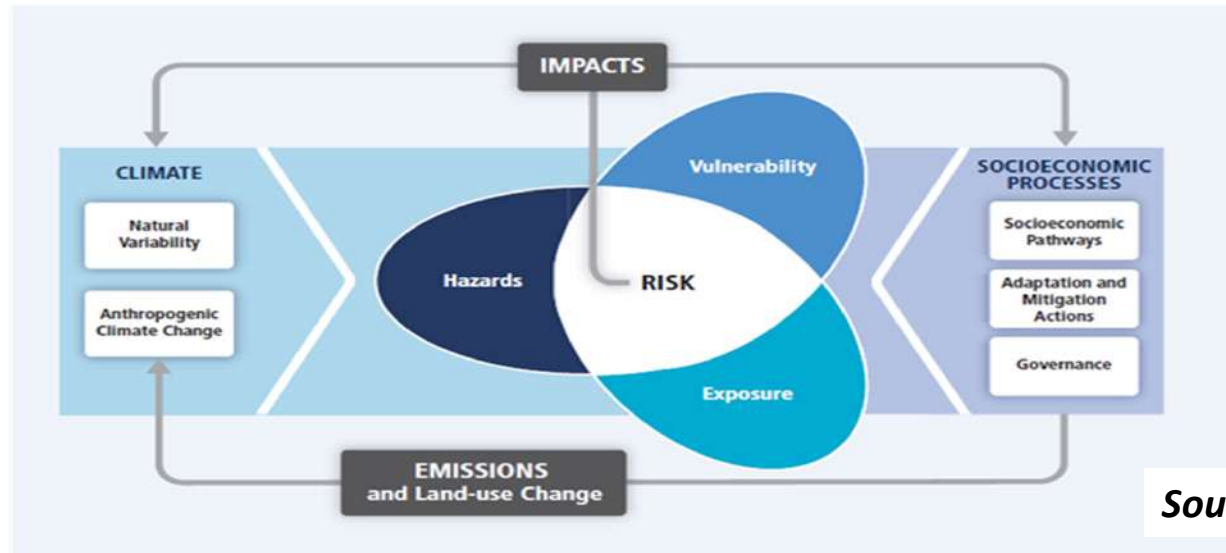 IMPACTS
CLIMATE
Natural
Variability
Anthropogenic
Climate Change
Vulnerability
Hazards
RISK
Exposure
SOCIOECONOMIC
PROCESSES
Socioeconomic
Pathways
Adaptation and
Mitigation
Actions
Governance
EMISSIONS
and Land-use Change
Sou